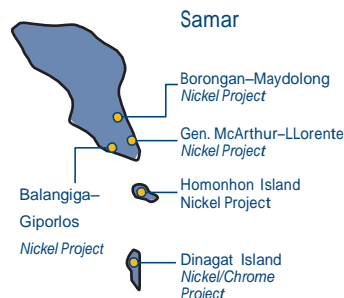 Samar
Borongan–Maydolong
Nickel Project
Gen. McArthur–LLorente
Nickel Project
Homonhon Island
Nickel Project
Balangiga–
Giporlos
Nickel Project
Dinagat Island
Nickel/Chrome
Project